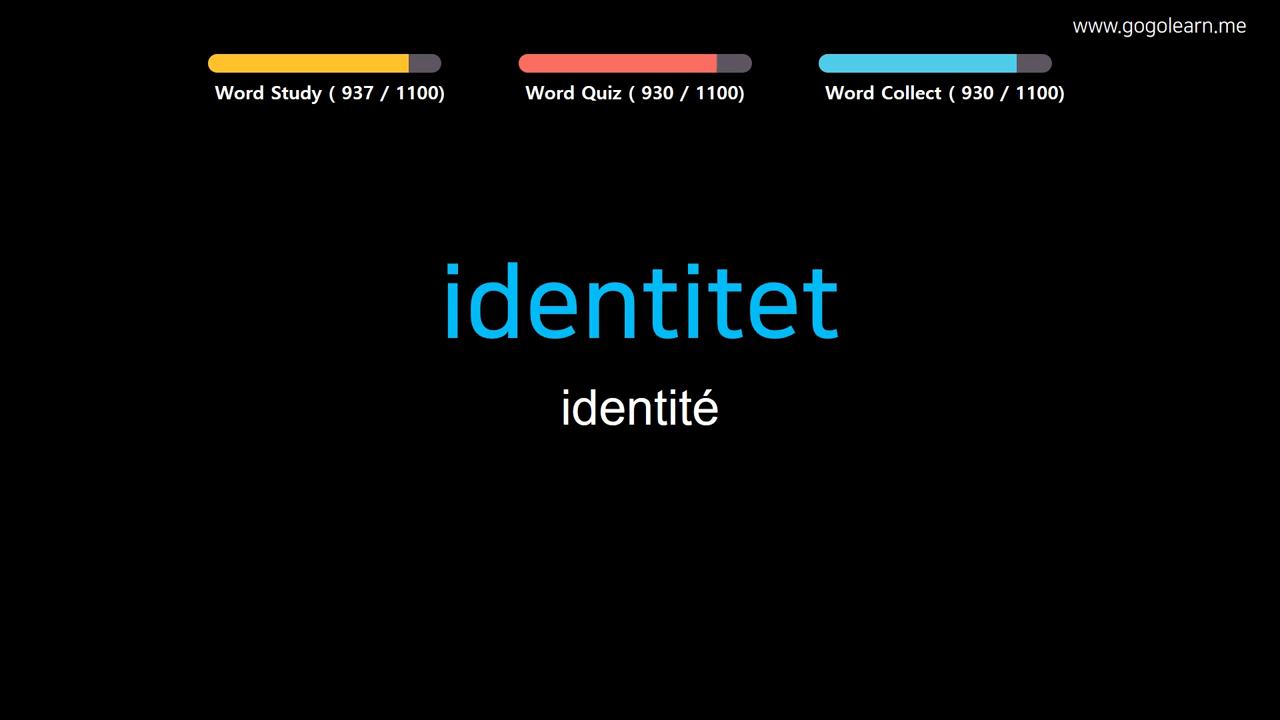 www.gogolearn.me
Word Study ( 937 / 1100)
Word Quiz ( 930 / 1100)
Word Collect ( 930 / 1100)
identitet
identité